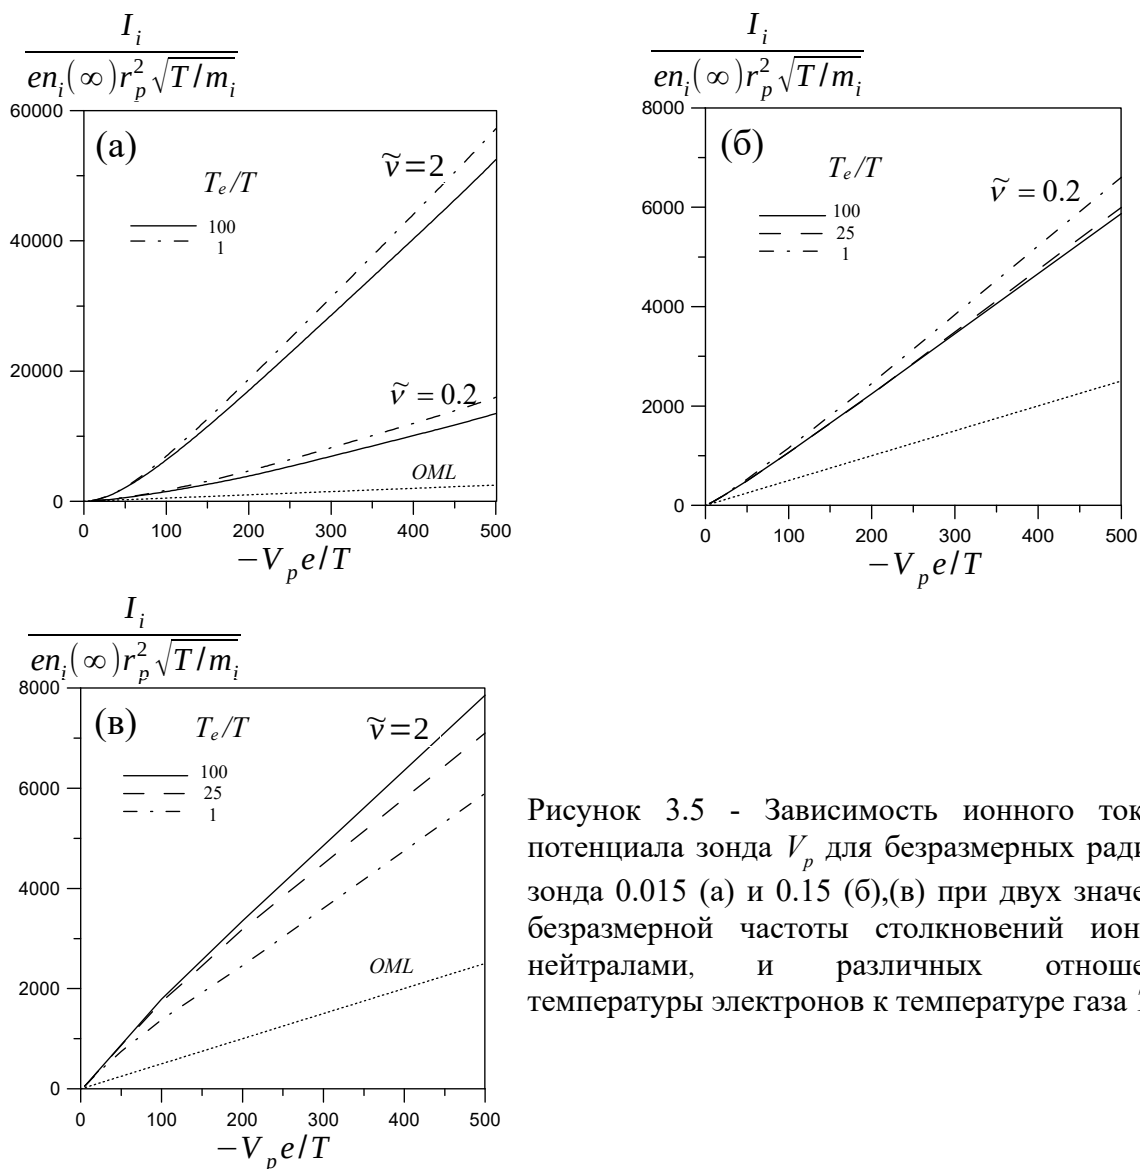 I_i
en_i(∞)r_p^2 √T/m_i
60000
(а)
ṽ=2
T_e/T
100
1
40000
20000
ṽ = 0.2
OML
0
0 100 200 300 400 500
−V_p e/T
I_i
en_i(∞)r_p^2 √T/m_i
8000
(б)
T_e/T
ṽ = 0.2
100
25
1
6000
4000
2000
0
0 100 200 300 400 500
−V_p e/T
I_i
en_i(∞)r_p^2 √T/m_i
8000
(в)
T_e/T
ṽ=2
100
25
1
6000
4000
2000
OML
0
0 100 200 300 400 500
−V_p e/T
Рисунок 3.5 - Зависимость ионного ток
потенциала зонда V_p для безразмерных ради
зонда 0.015 (а) и 0.15 (б),(в) при двух значе
безразмерной частоты столкновений ион
нейтралами, и различных отноше
температуры электронов к температуре газа